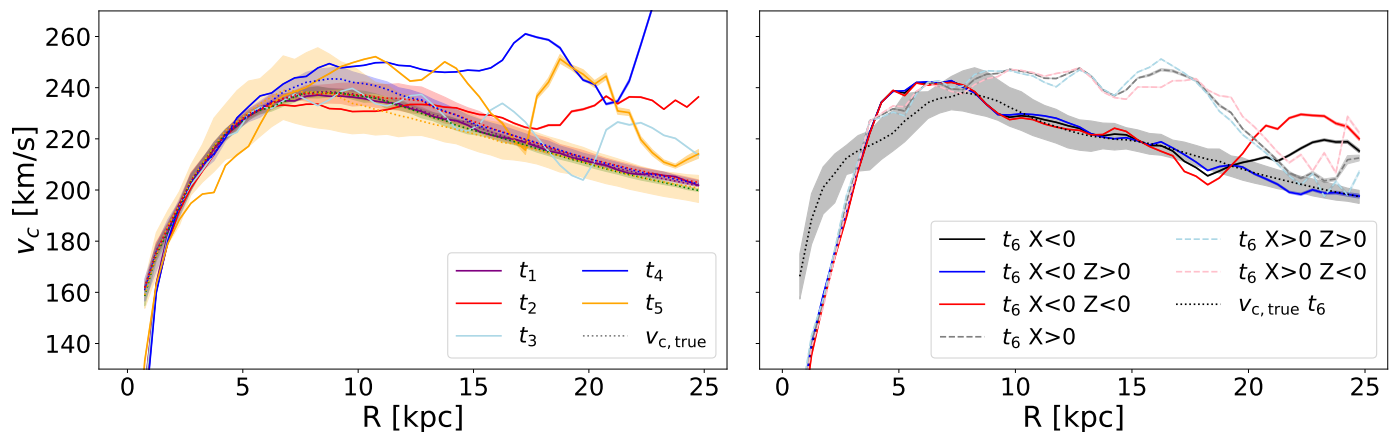 260
240
220
200
180
160
140
v_c [km/s]
t_1
t_2
t_3
t_4
t_5
v_{c, true}
0
5
10
15
20
25
R [kpc]
t_6 X<0
t_6 X<0 Z>0
t_6 X<0 Z<0
t_6 X>0
t_6 X>0 Z>0
t_6 X>0 Z<0
v_{c, true} t_6
0
5
10
15
20
25
R [kpc]